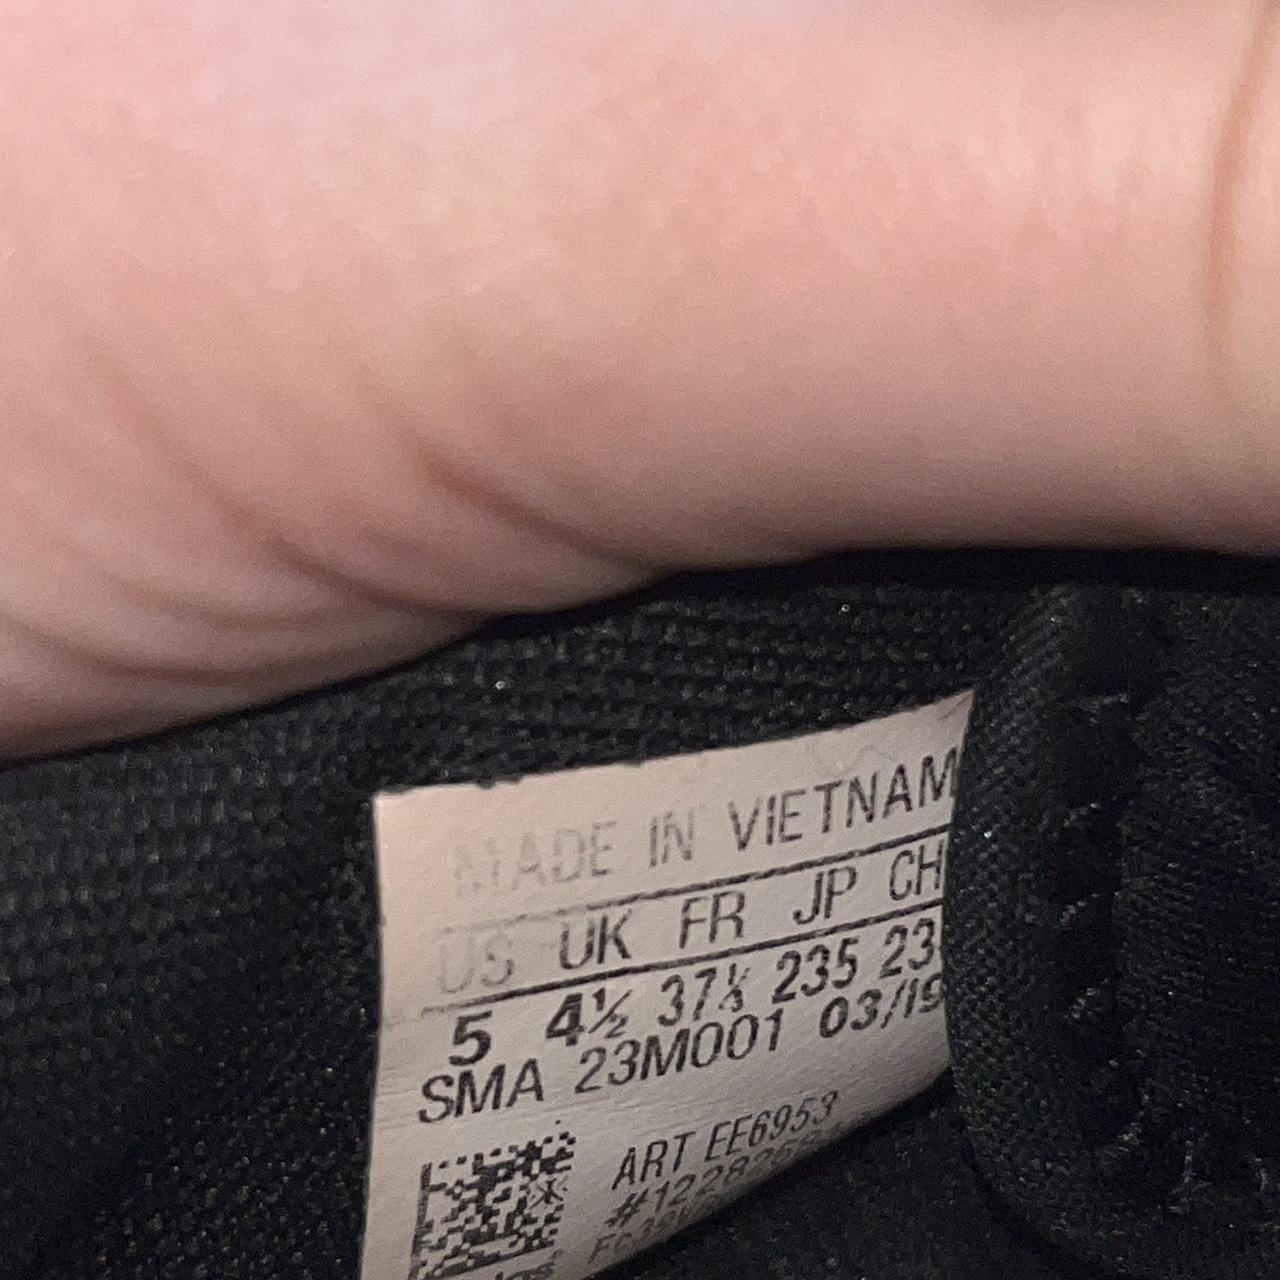 MADE IN VIETNAM
US UK FR JP CH
5 4½ 37⅓ 235 23
SMA 23M001 03/19
ART EE6953